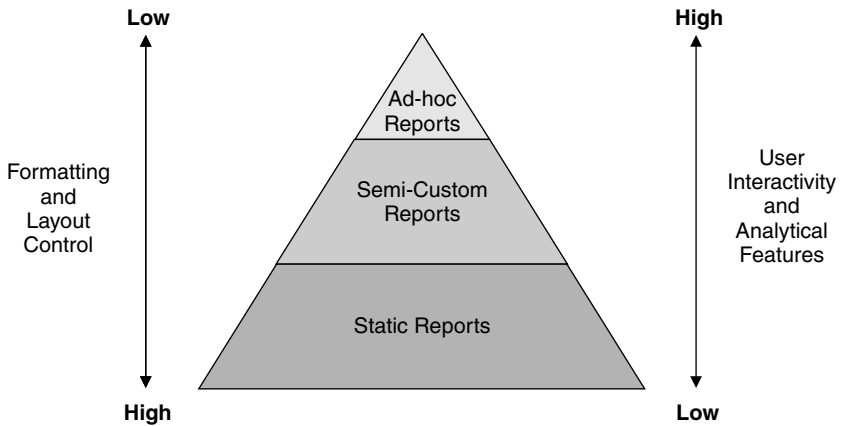 Low
High
Ad-hoc
Reports
Formatting
and
Layout
Control
Semi-Custom
Reports
User
Interactivity
and
Analytical
Features
Static Reports
High
Low